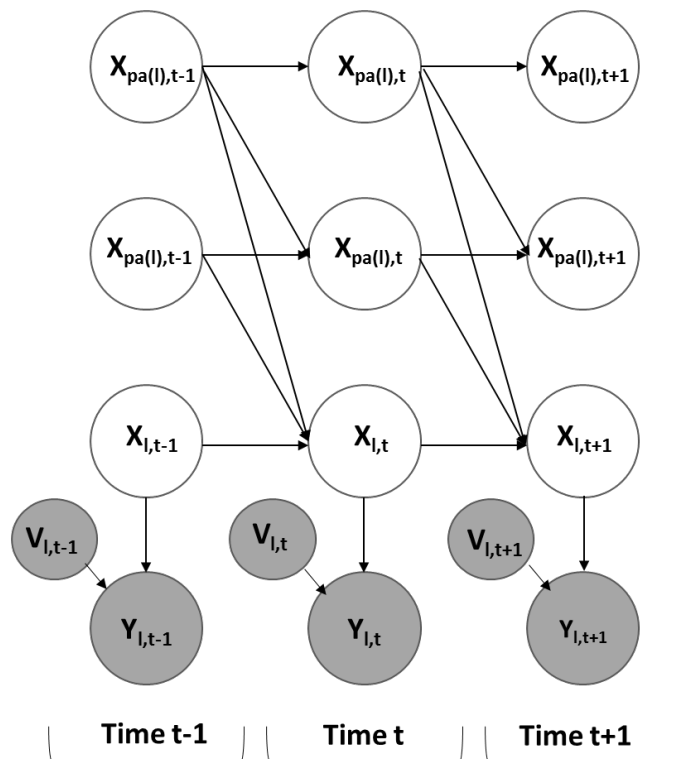 Xpa(l),t-1 Xpa(l),t Xpa(l),t+1
Xpa(l),t-1 Xpa(l),t Xpa(l),t+1
Xl,t-1 Xl,t Xl,t+1
Vl,t-1 Vl,t Vl,t+1
Yl,t-1 Yl,t Yl,t+1
Time t-1 Time t Time t+1